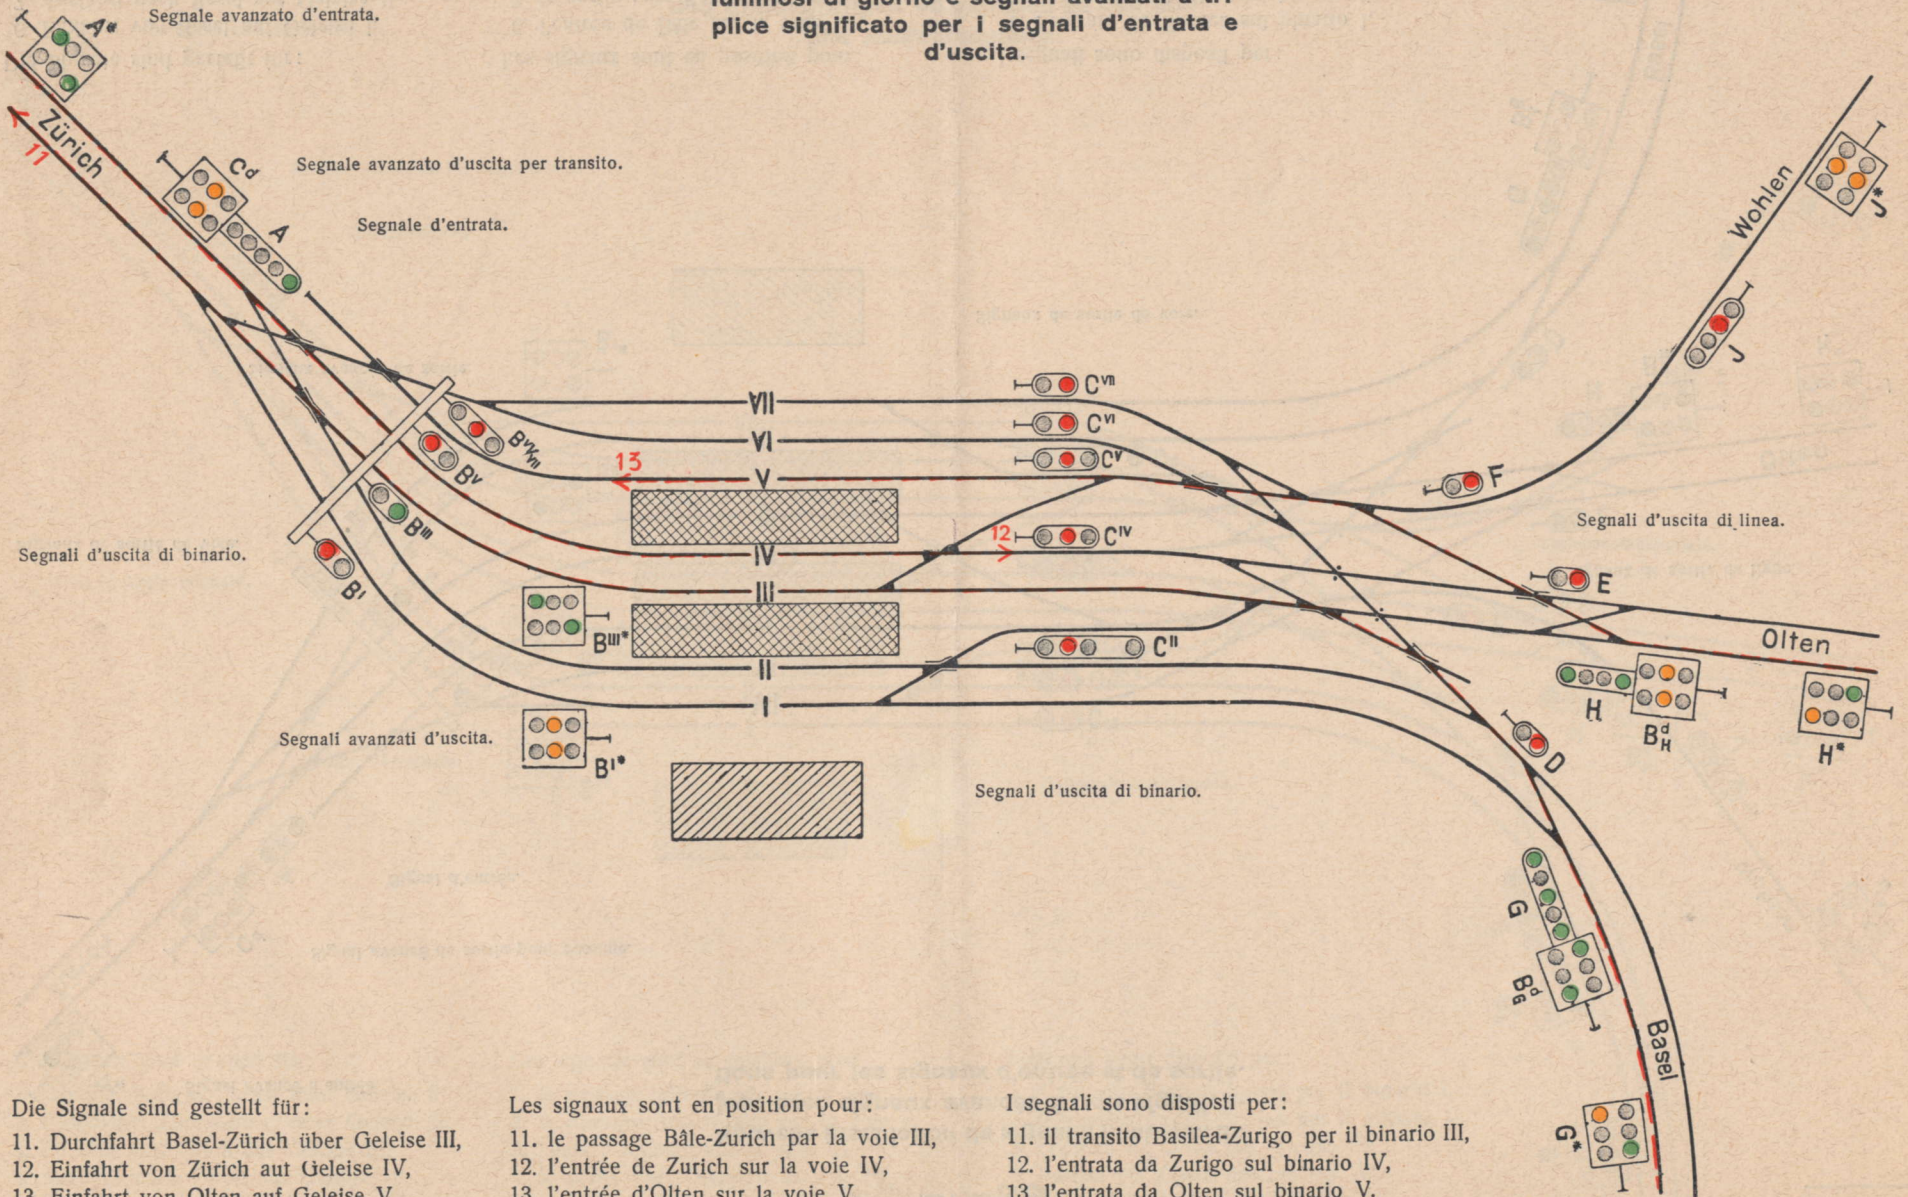 luminosi di giorno e segnali avanzati a tri-
plice significato per i segnali d'entrata e
d'uscita.
Segnale avanzato d'entrata.
A*
Zürich
11
Cd
Segnale avanzato d'uscita per transito.
A
Segnale d'entrata.
Wohlen
J*
J
VII
CVII
VI
CVI
BVI/VII
BV
13
V
CV
F
Segnali d'uscita di linea.
BIII
12
IV
CIV
Segnali d'uscita di binario.
BI
III
E
BIII*
CII
Olten
II
H
BdH
H*
I
Segnali avanzati d'uscita.
BI*
D
Segnali d'uscita di binario.
G
BdG
Basel
G*
Die Signale sind gestellt für:
11. Durchfahrt Basel-Zürich über Geleise III,
12. Einfahrt von Zürich aut Geleise IV,
13. Einfahrt von Olten auf Geleise V.
Les signaux sont en position pour:
11. le passage Bâle-Zurich par la voie III,
12. l'entrée de Zurich sur la voie IV,
13. l'entrée d'Olten sur la voie V.
I segnali sono disposti per:
11. il transito Basilea-Zurigo per il binario III,
12. l'entrata da Zurigo sul binario IV,
13. l'entrata da Olten sul binario V.